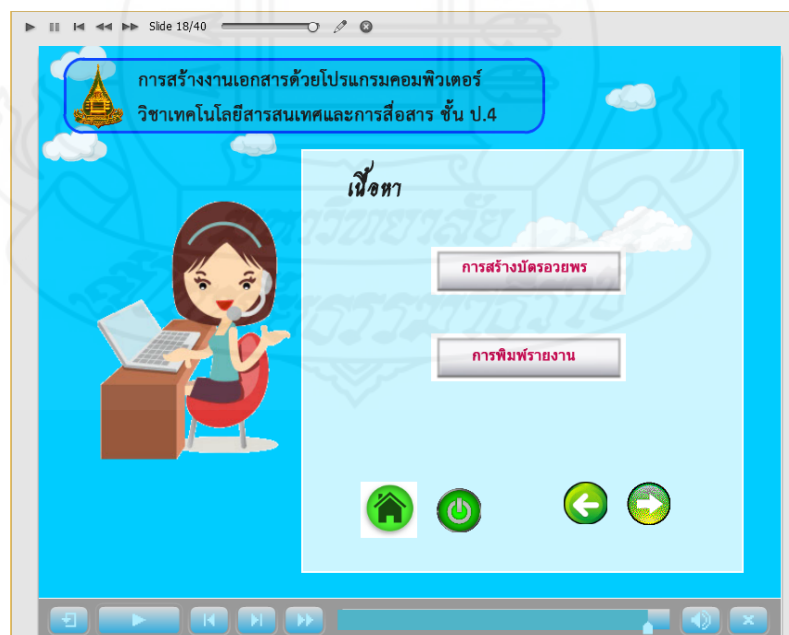 Slide 18/40
การสร้างงานเอกสารด้วยโปรแกรมคอมพิวเตอร์
วิชาเทคโนโลยีสารสนเทศและการสื่อสาร ชั้น ป.4
เนื้อหา
การสร้างบัตรอวยพร
การพิมพ์รายงาน